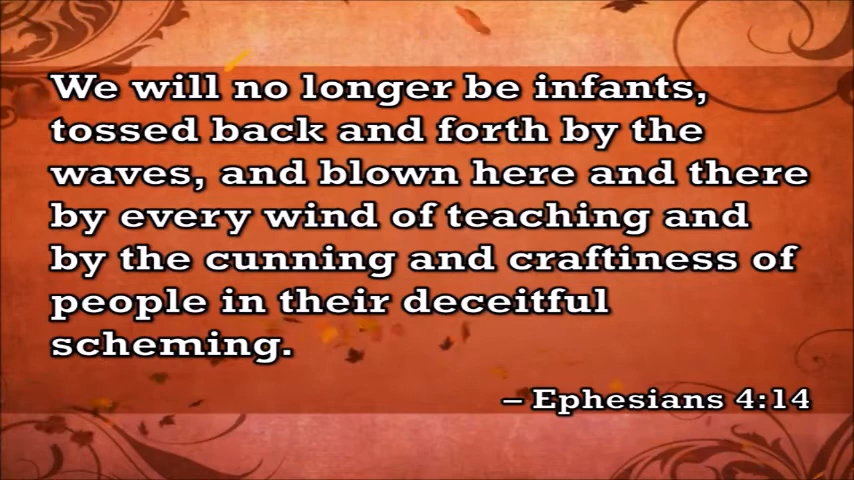 We will no longer be infants,
tossed back and forth by the
waves, and blown here and there
by every wind of teaching and
by the cunning and craftiness of
people in their deceitful
scheming.
– Ephesians 4:14